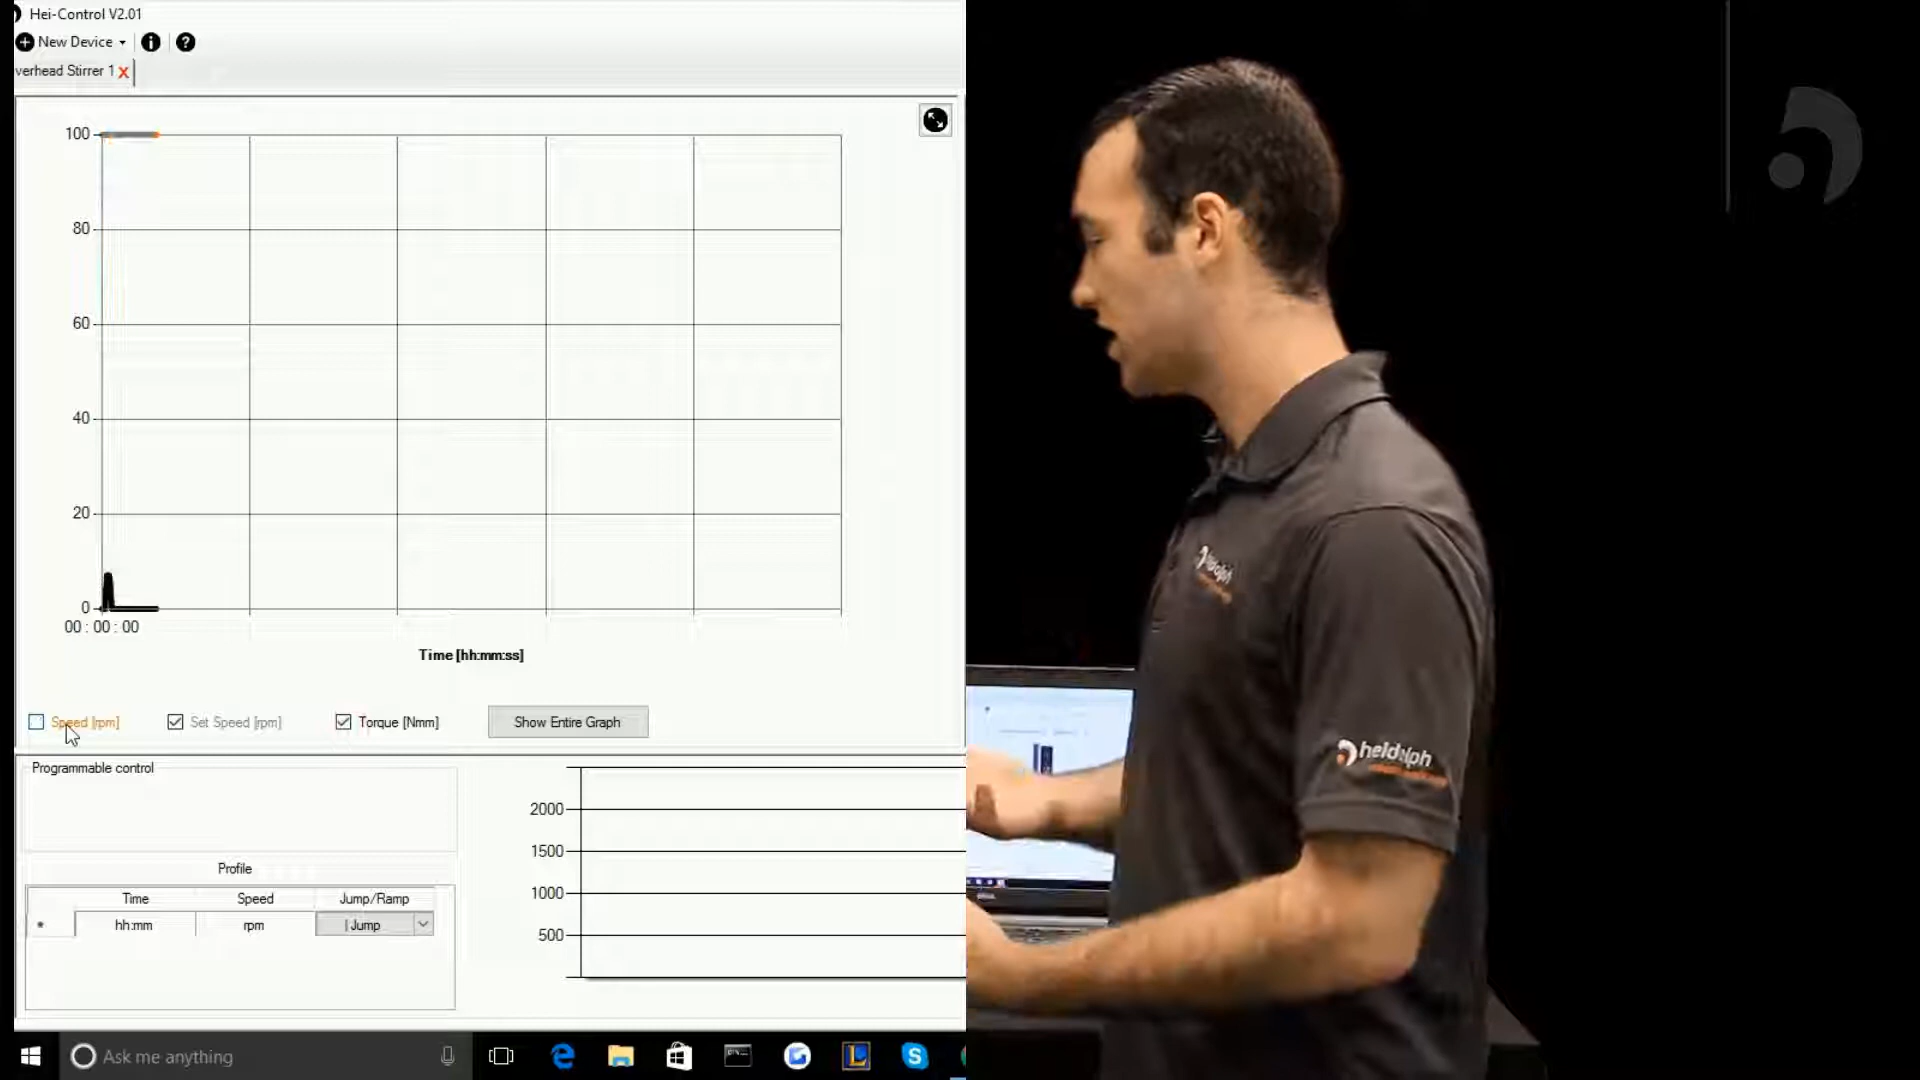 Hei-Control V2.01
New Device
verhead Stirrer 1 x
100
80
60
40
20
0
00 : 00 : 00
Time [hh:mm:ss]
Speed [rpm] Set Speed [rpm] Torque [Nmm] Show Entire Graph
Programmable control
2000
1500
1000
500
Profile
Time Speed Jump/Ramp
* hh:mm rpm | Jump
Ask me anything
heidolph